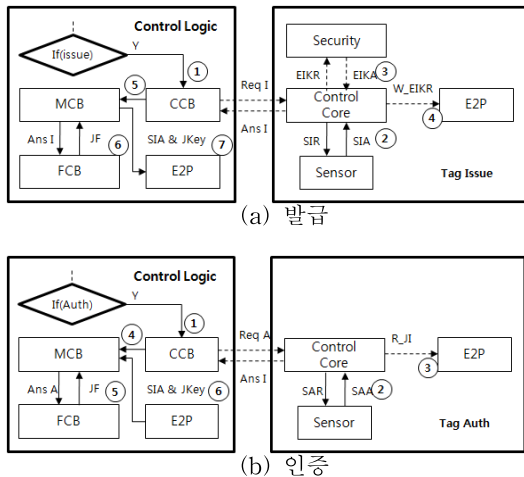 Control Logic
If(issue)
Y
1
MCB
5
CCB
Ans I
JF
6
SIA & JKey
7
FCB
E2P
Req I
Ans I
Security
EIKR
EIKA
3
Control
Core
W_EIKR
4
E2P
SIR
SIA
2
Sensor
Tag Issue
(a) 발급
Control Logic
If(Auth)
Y
1
MCB
4
CCB
Ans A
JF
5
SIA & JKey
6
FCB
E2P
Req A
Ans I
Control
Core
R_JI
3
E2P
SAR
SAA
2
Sensor
Tag Auth
(b) 인증